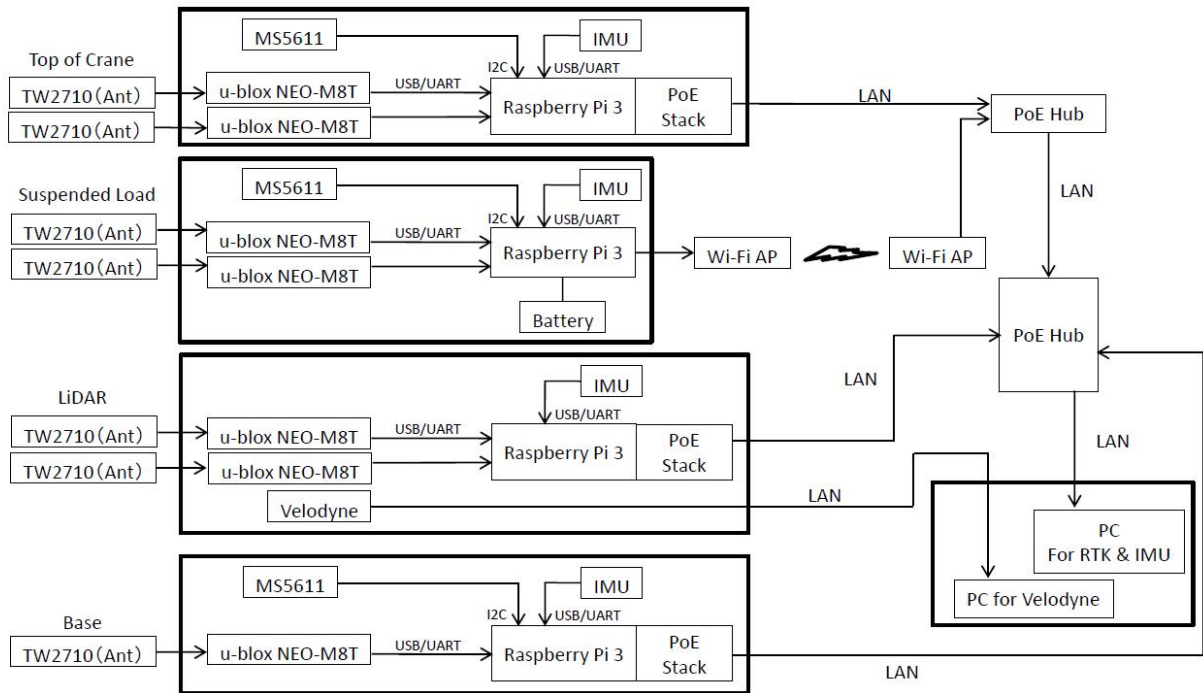 Top of Crane
TW2710(Ant)
TW2710(Ant)
MS5611
IMU
I2C
USB/UART
u-blox NEO-M8T
USB/UART
u-blox NEO-M8T
Raspberry Pi 3
PoE
Stack
LAN
PoE Hub
LAN
Suspended Load
TW2710(Ant)
TW2710(Ant)
MS5611
IMU
I2C
USB/UART
u-blox NEO-M8T
USB/UART
u-blox NEO-M8T
Raspberry Pi 3
Battery
Wi-Fi AP
Wi-Fi AP
PoE Hub
LiDAR
TW2710(Ant)
TW2710(Ant)
IMU
USB/UART
u-blox NEO-M8T
USB/UART
u-blox NEO-M8T
Raspberry Pi 3
PoE
Stack
LAN
LAN
Velodyne
LAN
PC
For RTK & IMU
PC for Velodyne
Base
TW2710(Ant)
MS5611
IMU
I2C
USB/UART
u-blox NEO-M8T
USB/UART
Raspberry Pi 3
PoE
Stack
LAN